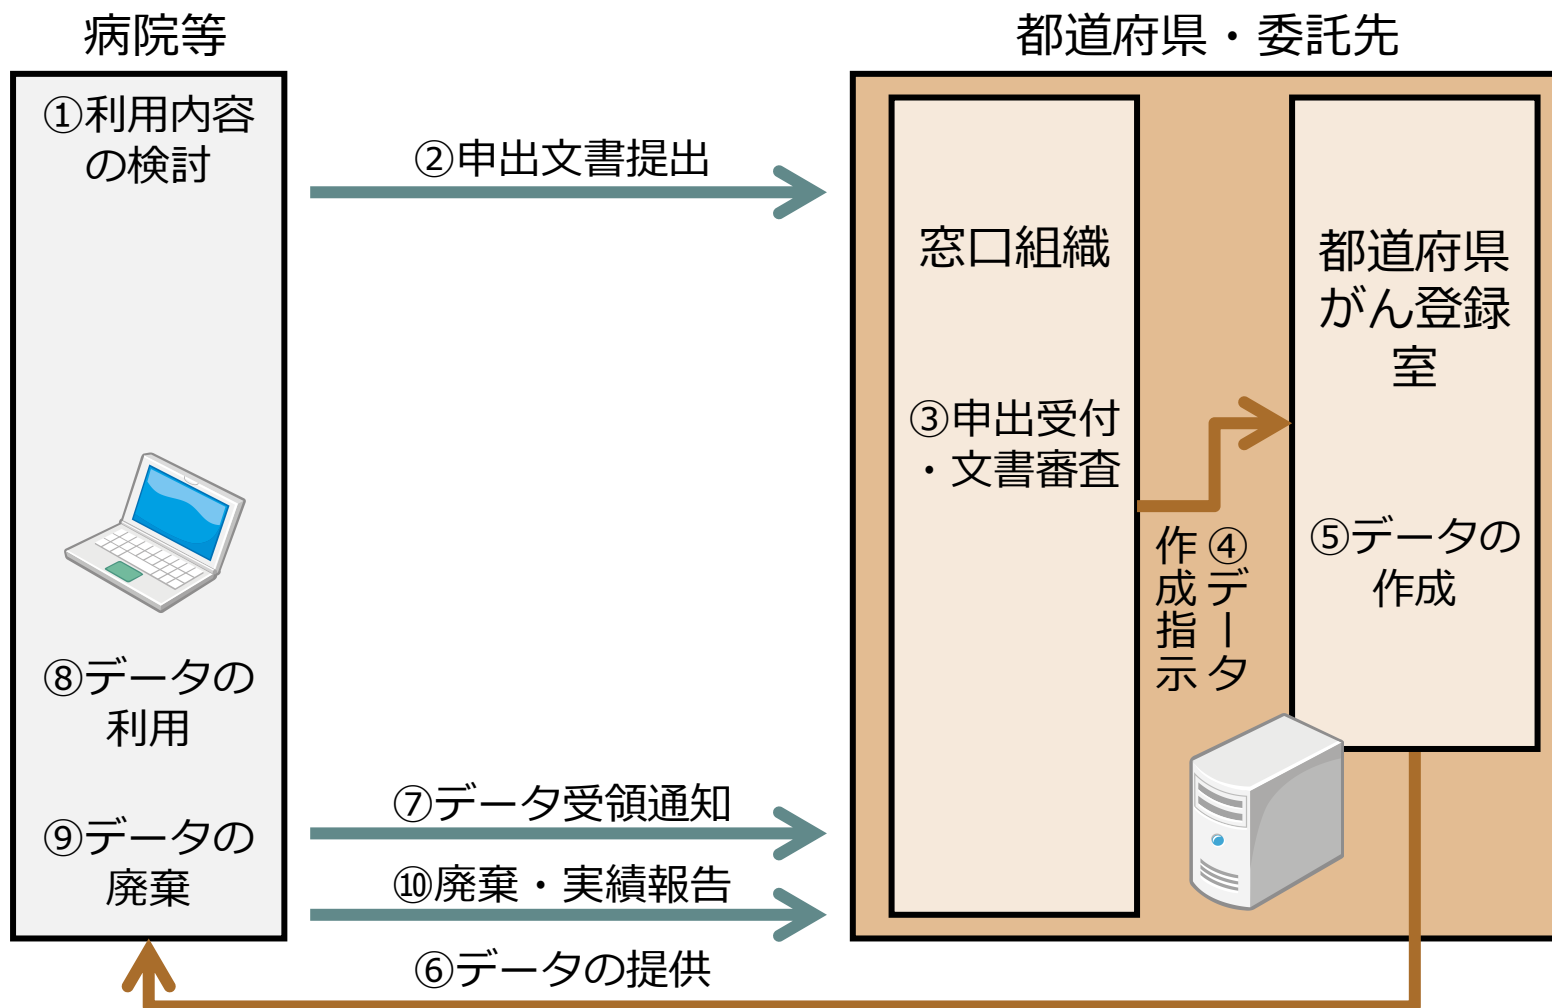 病院等
①利用内容
の検討
⑧データの
利用
⑨データの
廃棄
②申出文書提出
⑦データ受領通知
⑩廃棄・実績報告
⑥データの提供
都道府県・委託先
窓口組織
③申出受付
・文書審査
④データ
作成指示
都道府県
がん登録
室
⑤データの
作成